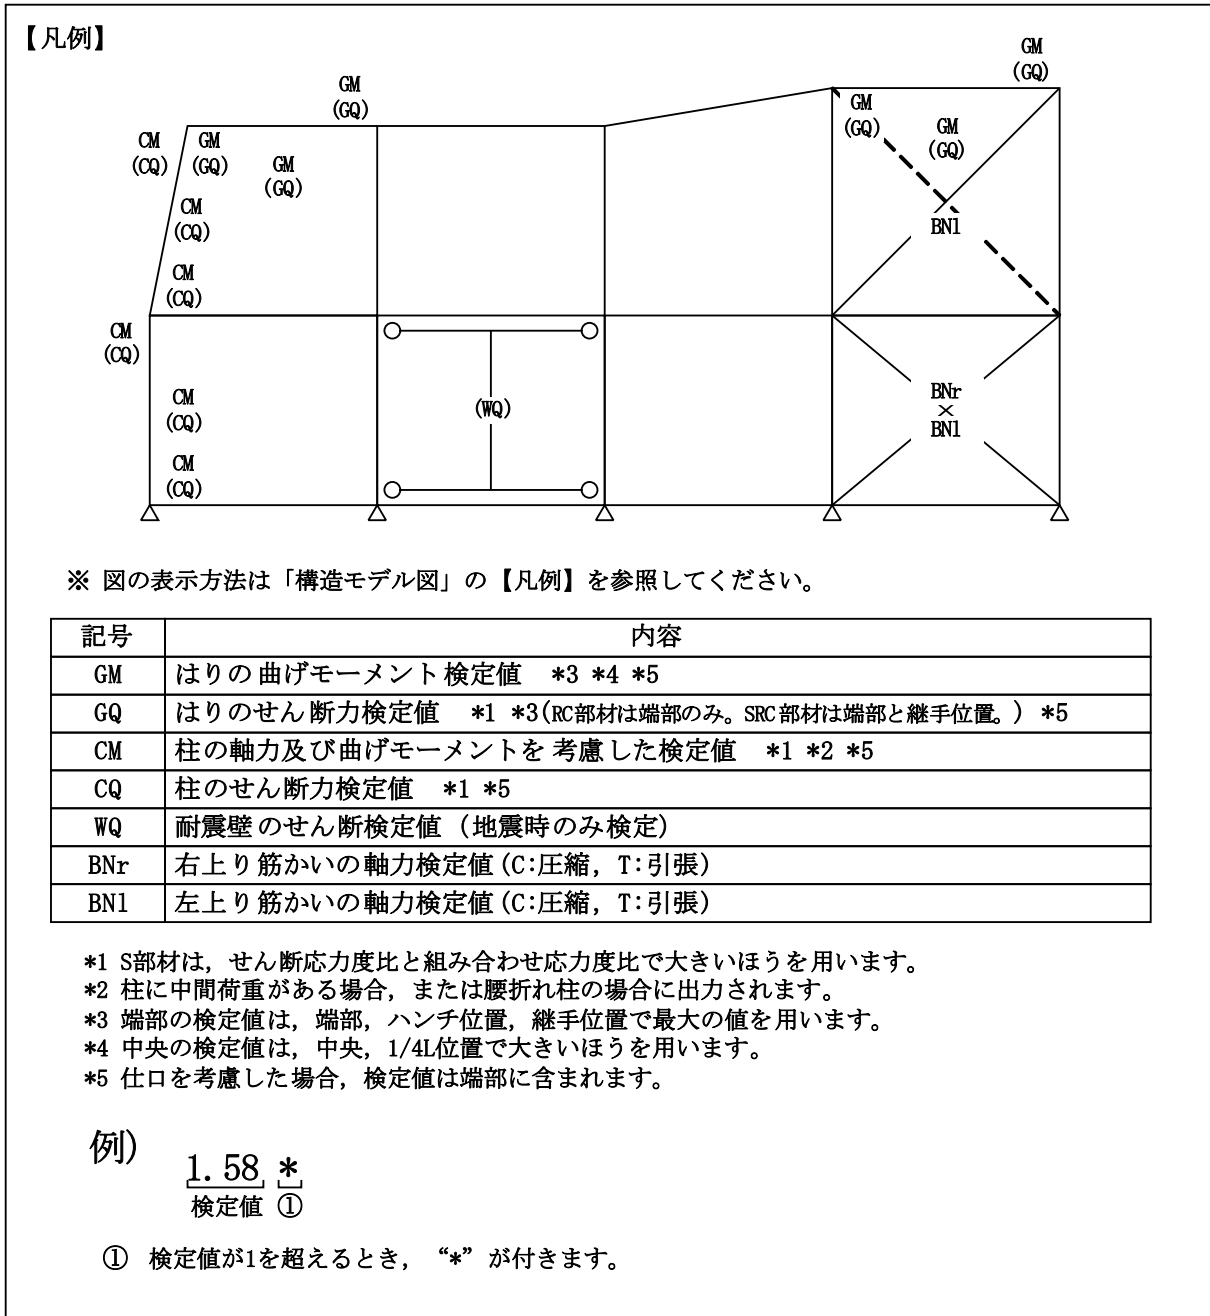 【凡例】
GM
(GQ)
GM
(GQ)
CM
(CQ)
GM
(GQ)
GM
(GQ)
GM
(GQ)
GM
(GQ)
CM
(CQ)
BNl
CM
(CQ)
CM
(CQ)
CM
(CQ)
(WQ)
BNr
×
BNl
CM
(CQ)
※ 図の表示方法は「構造モデル図」の【凡例】を参照してください。
記号 内容
GM はりの曲げモーメント検定値 *3 *4 *5
GQ はりのせん断力検定値 *1 *3(RC部材は端部のみ。SRC部材は端部と継手位置。) *5
CM 柱の軸力及び曲げモーメントを考慮した検定値 *1 *2 *5
CQ 柱のせん断力検定値 *1 *5
WQ 耐震壁のせん断検定値 (地震時のみ検定)
BNr 右上り筋かいの軸力検定値(C:圧縮, T:引張)
BNl 左上り筋かいの軸力検定値(C:圧縮, T:引張)
*1 S部材は, せん断応力度比と組み合わせ応力度比で大きいほうを用います。
*2 柱に中間荷重がある場合, または腰折れ柱の場合に出力されます。
*3 端部の検定値は, 端部, ハンチ位置, 継手位置で最大の値を用います。
*4 中央の検定値は, 中央, 1/4L位置で大きいほうを用います。
*5 仕口を考慮した場合, 検定値は端部に含まれます。
例)
1.58 *
検定値 ①
① 検定値が1を超えるとき, “*” が付きます。